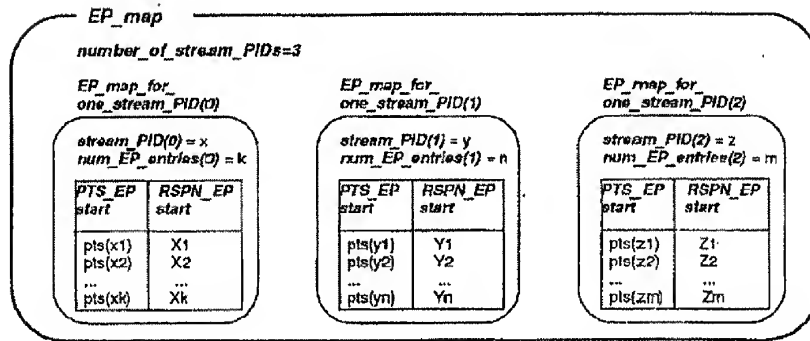 EP_map
number_of_stream_PIDs=3
EP_map_for_
one_stream_PID(0)
stream_PID(0) = x
num_EP_entries(0) = k
PTS_EP RSPN_EP
start start
pts(x1) X1
pts(x2) X2
... ...
pts(xk) Xk
EP_map_for_
one_stream_PID(1)
stream_PID(1) = y
num_EP_entries(1) = n
PTS_EP RSPN_EP
start start
pts(y1) Y1
pts(y2) Y2
... ...
pts(yn) Yn
EP_map_for_
one_stream_PID(2)
stream_PID(2) = z
num_EP_entries(2) = m
PTS_EP RSPN_EP
start start
pts(z1) Z1
pts(z2) Z2
... ...
pts(zm) Zm